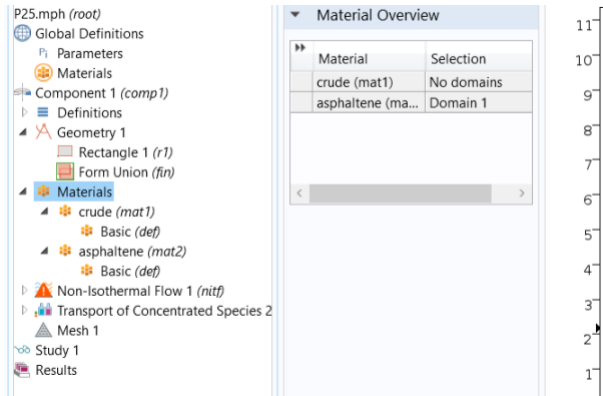 P25.mph (root)
Global Definitions
Pi Parameters
Materials
Component 1 (comp1)
Definitions
Geometry 1
Rectangle 1 (r1)
Form Union (fin)
Materials
crude (mat1)
Basic (def)
asphaltene (mat2)
Basic (def)
Non-Isothermal Flow 1 (nitf)
Transport of Concentrated Species 2
Mesh 1
Study 1
Results
Material Overview
Material Selection
crude (mat1) No domains
asphaltene (ma... Domain 1
11
10
9
8
7
6
5
4
3
2
1